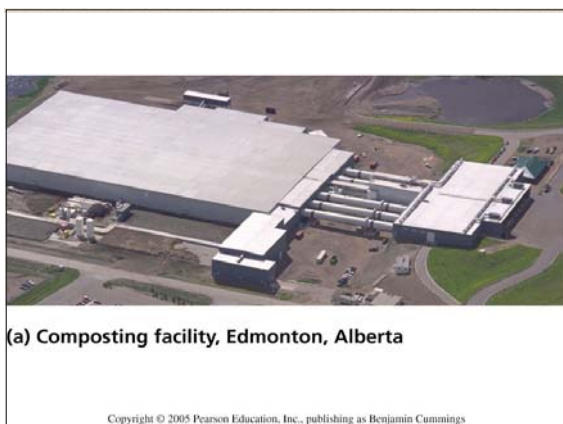 (a) Composting facility, Edmonton, Alberta
Copyright © 2005 Pearson Education, Inc., publishing as Benjamin Cummings